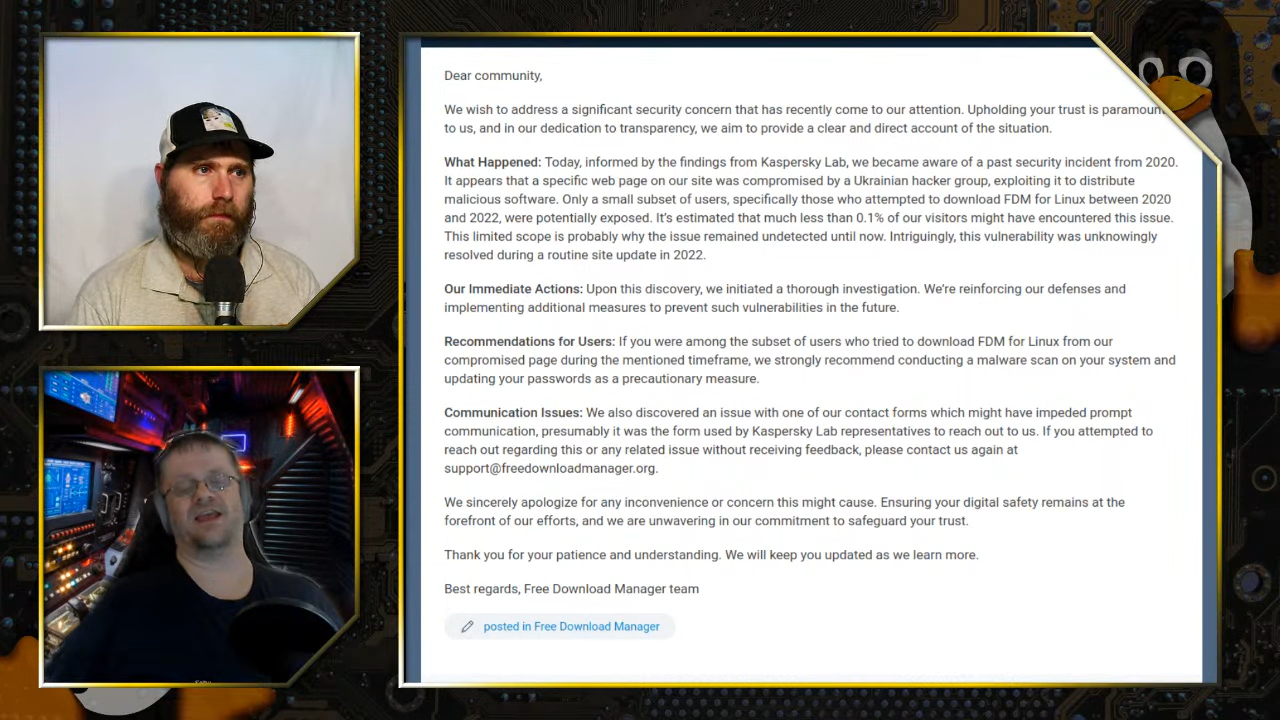 Dear community,
We wish to address a significant security concern that has recently come to our attention. Upholding your trust is paramount
to us, and in our dedication to transparency, we aim to provide a clear and direct account of the situation.
What Happened: Today, informed by the findings from Kaspersky Lab, we became aware of a past security incident from 2020.
It appears that a specific web page on our site was compromised by a Ukrainian hacker group, exploiting it to distribute
malicious software. Only a small subset of users, specifically those who attempted to download FDM for Linux between 2020
and 2022, were potentially exposed. It’s estimated that much less than 0.1% of our visitors might have encountered this issue.
This limited scope is probably why the issue remained undetected until now. Intriguingly, this vulnerability was unknowingly
resolved during a routine site update in 2022.
Our Immediate Actions: Upon this discovery, we initiated a thorough investigation. We’re reinforcing our defenses and
implementing additional measures to prevent such vulnerabilities in the future.
Recommendations for Users: If you were among the subset of users who tried to download FDM for Linux from our
compromised page during the mentioned timeframe, we strongly recommend conducting a malware scan on your system and
updating your passwords as a precautionary measure.
Communication Issues: We also discovered an issue with one of our contact forms which might have impeded prompt
communication, presumably it was the form used by Kaspersky Lab representatives to reach out to us. If you attempted to
reach out regarding this or any related issue without receiving feedback, please contact us again at
support@freedownloadmanager.org.
We sincerely apologize for any inconvenience or concern this might cause. Ensuring your digital safety remains at the
forefront of our efforts, and we are unwavering in our commitment to safeguard your trust.
Thank you for your patience and understanding. We will keep you updated as we learn more.
Best regards, Free Download Manager team
posted in Free Download Manager